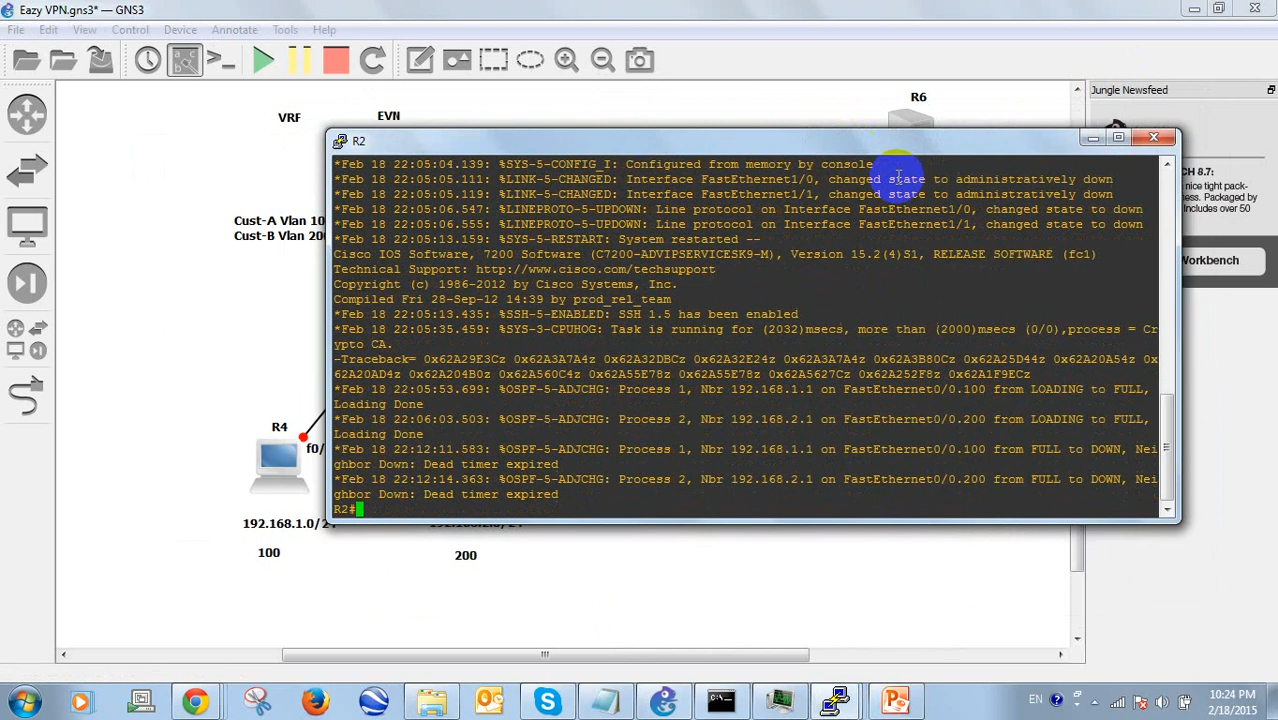 Eazy VPN.gns3* — GNS3
File Edit View Control Device Annotate Tools Help
Jungle Newsfeed
R6
VRF EVN
R2
CH 8.7:
nice tight pack-
Packaged by
Includes over 50
Workbench
Cust-A Vlan 10
Cust-B Vlan 200
*Feb 18 22:05:04.139: %SYS-5-CONFIG_I: Configured from memory by console
*Feb 18 22:05:05.111: %LINK-5-CHANGED: Interface FastEthernet1/0, changed state to administratively down
*Feb 18 22:05:05.119: %LINK-5-CHANGED: Interface FastEthernet1/1, changed state to administratively down
*Feb 18 22:05:06.547: %LINEPROTO-5-UPDOWN: Line protocol on Interface FastEthernet1/0, changed state to down
*Feb 18 22:05:06.555: %LINEPROTO-5-UPDOWN: Line protocol on Interface FastEthernet1/1, changed state to down
*Feb 18 22:05:13.159: %SYS-5-RESTART: System restarted --
Cisco IOS Software, 7200 Software (C7200-ADVIPSERVICESK9-M), Version 15.2(4)S1, RELEASE SOFTWARE (fc1)
Technical Support: http://www.cisco.com/techsupport
Copyright (c) 1986-2012 by Cisco Systems, Inc.
Compiled Fri 28-Sep-12 14:39 by prod_rel_team
*Feb 18 22:05:13.435: %SSH-5-ENABLED: SSH 1.5 has been enabled
*Feb 18 22:05:35.459: %SYS-3-CPUHOG: Task is running for (2032)msecs, more than (2000)msecs (0/0),process = Cr
ypto CA.
-Traceback= 0x62A29E3Cz 0x62A3A7A4z 0x62A32DBCz 0x62A32E24z 0x62A3A7A4z 0x62A3B80Cz 0x62A25D44z 0x62A20A54z 0x
62A20AD4z 0x62A204B0z 0x62A560C4z 0x62A55E78z 0x62A55E78z 0x62A5627Cz 0x62A252F8z 0x62A1F9ECz
*Feb 18 22:05:53.699: %OSPF-5-ADJCHG: Process 1, Nbr 192.168.1.1 on FastEthernet0/0.100 from LOADING to FULL,
Loading Done
*Feb 18 22:06:03.503: %OSPF-5-ADJCHG: Process 2, Nbr 192.168.2.1 on FastEthernet0/0.200 from LOADING to FULL,
Loading Done
*Feb 18 22:12:11.583: %OSPF-5-ADJCHG: Process 1, Nbr 192.168.1.1 on FastEthernet0/0.100 from FULL to DOWN, Nei
ghbor Down: Dead timer expired
*Feb 18 22:12:14.363: %OSPF-5-ADJCHG: Process 2, Nbr 192.168.2.1 on FastEthernet0/0.200 from FULL to DOWN, Nei
ghbor Down: Dead timer expired
R2#
R4
f0/
192.168.1.0/24
100 200
EN
10:24 PM
2/18/2015